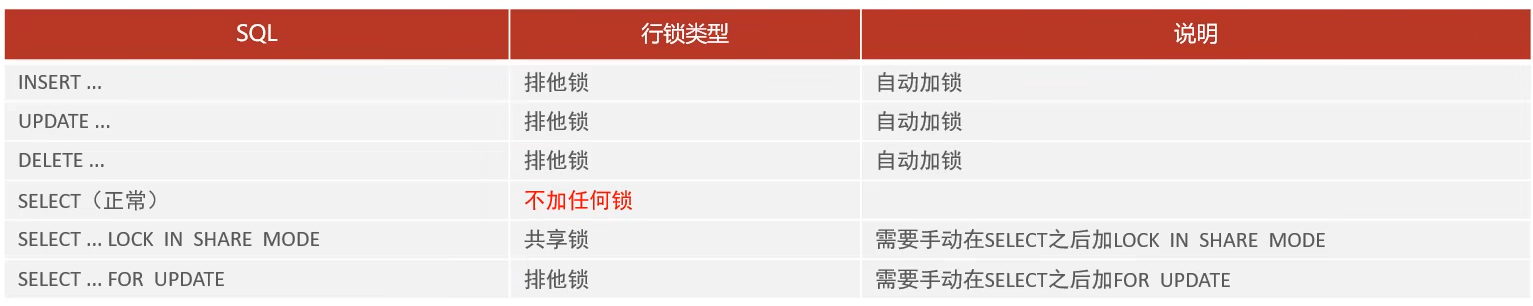 SQL 行锁类型 说明
INSERT ... 排他锁 自动加锁
UPDATE ... 排他锁 自动加锁
DELETE ... 排他锁 自动加锁
SELECT（正常） 不加任何锁
SELECT ... LOCK IN SHARE MODE 共享锁 需要手动在SELECT之后加LOCK IN SHARE MODE
SELECT ... FOR UPDATE 排他锁 需要手动在SELECT之后加FOR UPDATE